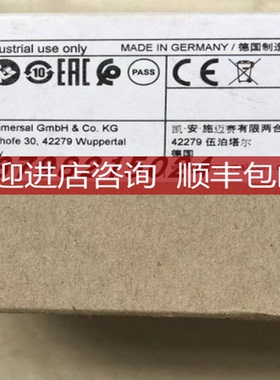 ustrial use only
MADE IN GERMANY / 德国制造
10
EAC
PASS
CE
mersal GmbH & Co. KG
hofe 30, 42279 Wuppertal
凯·安·施迈赛有限两合
42279 伍泊塔尔
德国
迎进店咨询 顺丰包邮